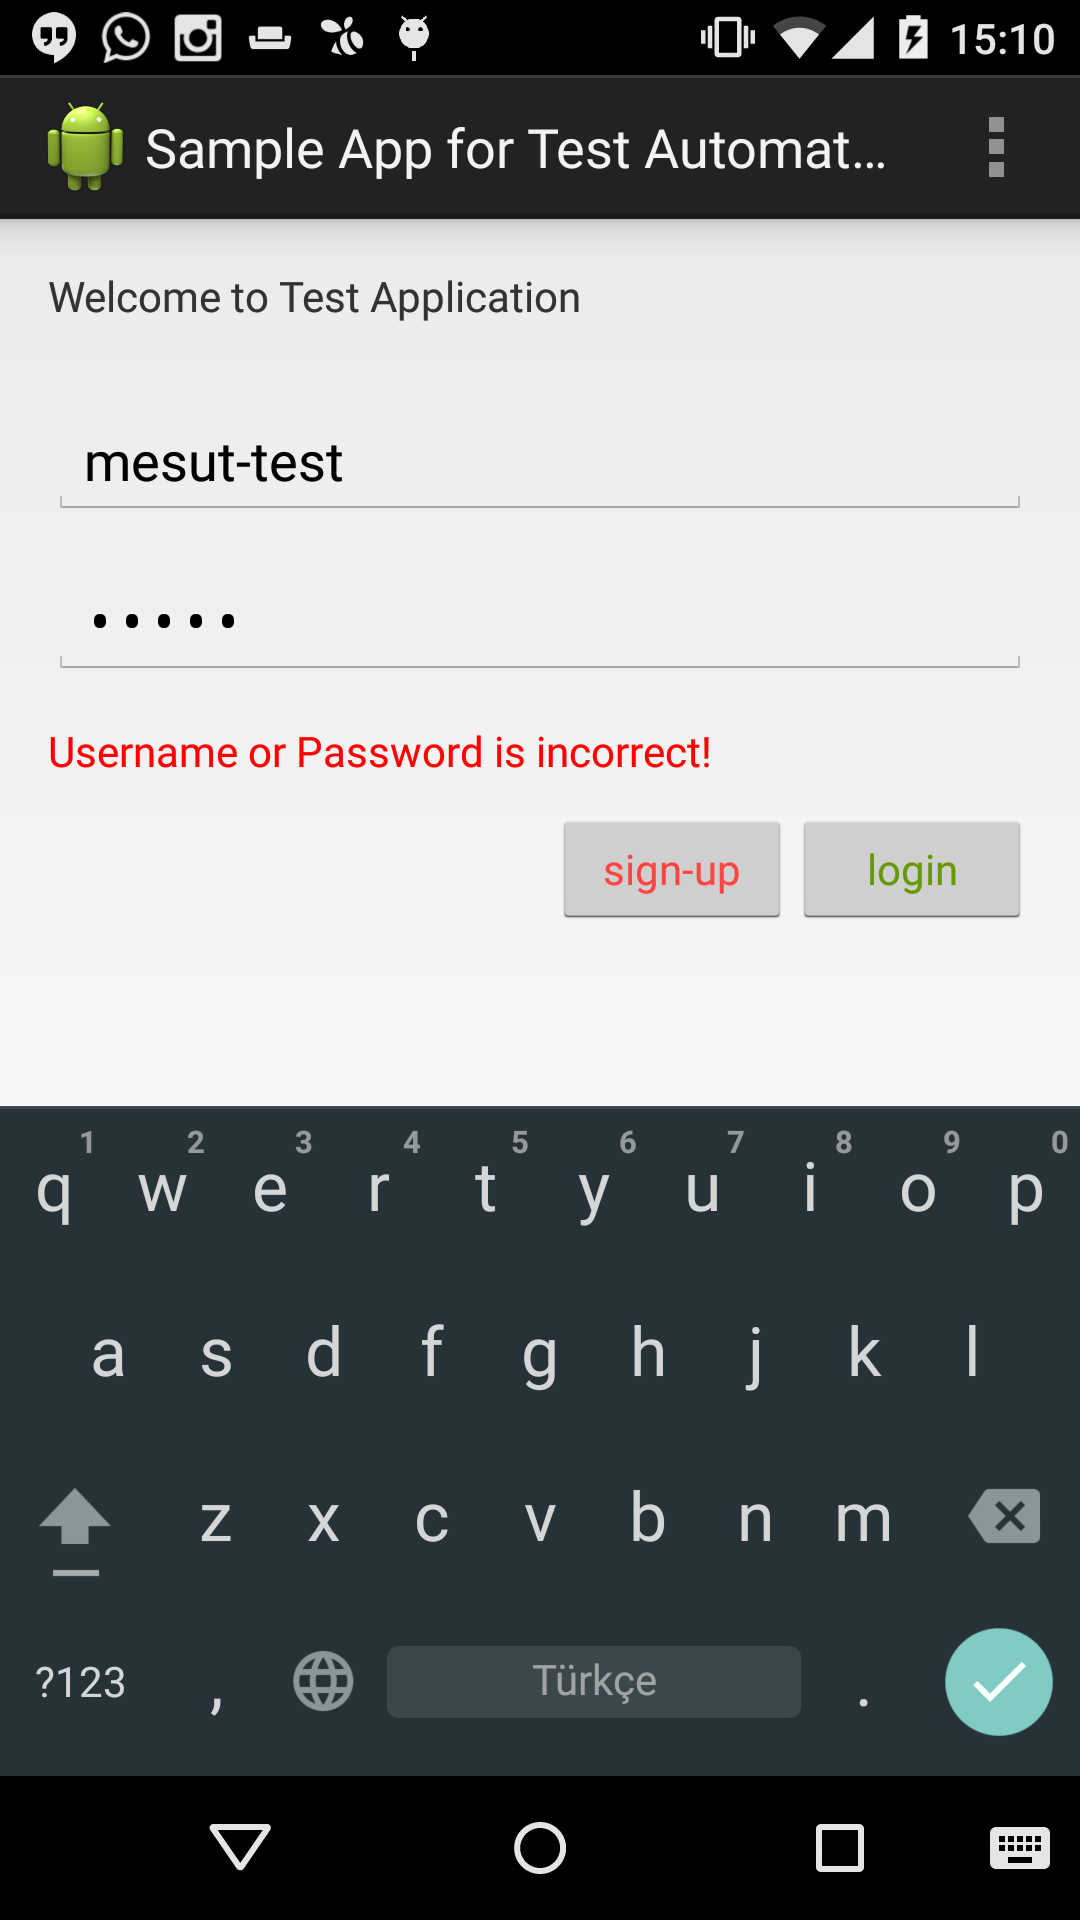 15:10
Sample App for Test Automat...
Welcome to Test Application
mesut-test
•••••
Username or Password is incorrect!
sign-up login
1 2 3 4 5 6 7 8 9 0
q w e r t y u i o p
a s d f g h j k l
z x c v b n m
?123 , Türkçe .